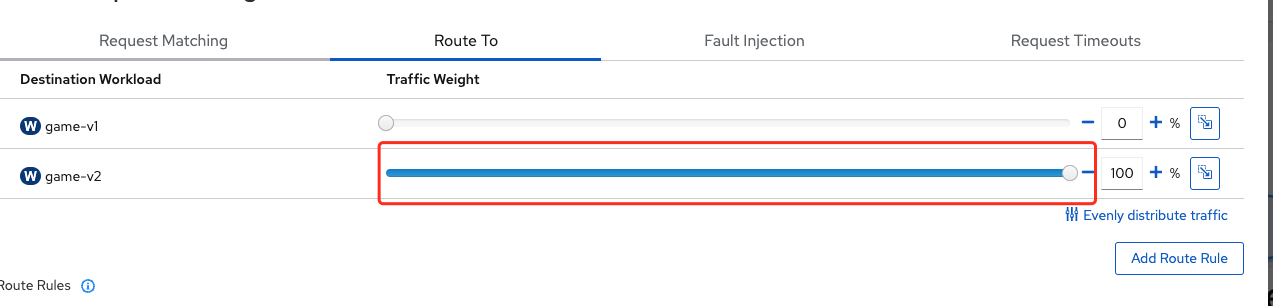 Request Matching Route To Fault Injection Request Timeouts
Destination Workload Traffic Weight
W game-v1 0 %
W game-v2 100 %
Evenly distribute traffic
Add Route Rule
Route Rules